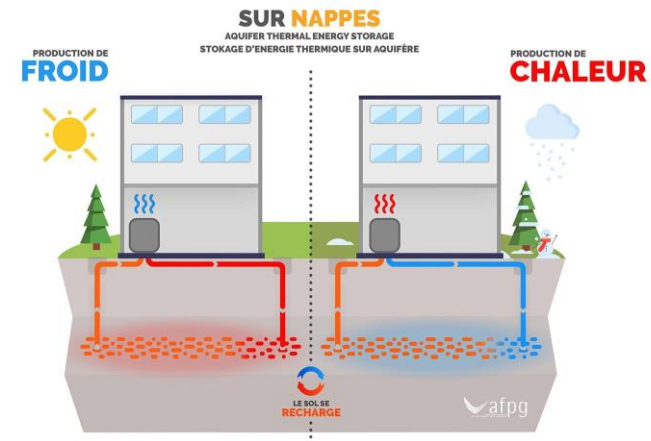 SUR NAPPES
AQUIFER THERMAL ENERGY STORAGE
STOKAGE D'ENERGIE THERMIQUE SUR AQUIFÈRE
PRODUCTION DE
FROID
PRODUCTION DE
CHALEUR
LE SOL SE
RECHARGE
afpg